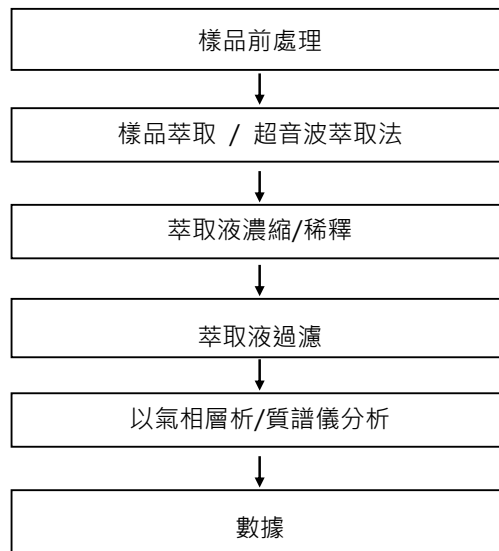 樣品前處理
樣品萃取 / 超音波萃取法
萃取液濃縮/稀釋
萃取液過濾
以氣相層析/質譜儀分析
數據